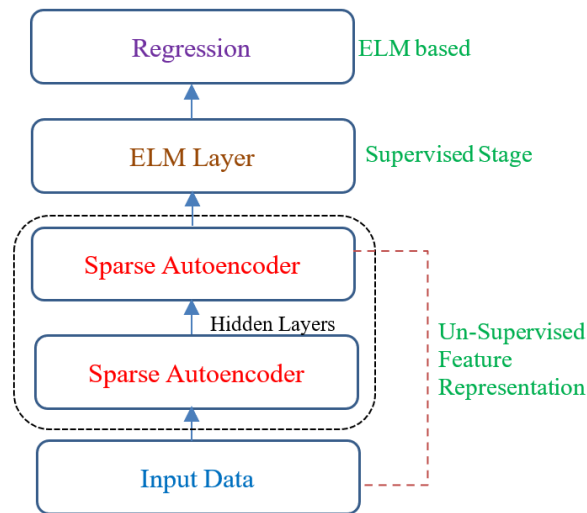 Regression
ELM based
ELM Layer
Supervised Stage
Sparse Autoencoder
Hidden Layers
Sparse Autoencoder
Un-Supervised
Feature
Representation
Input Data